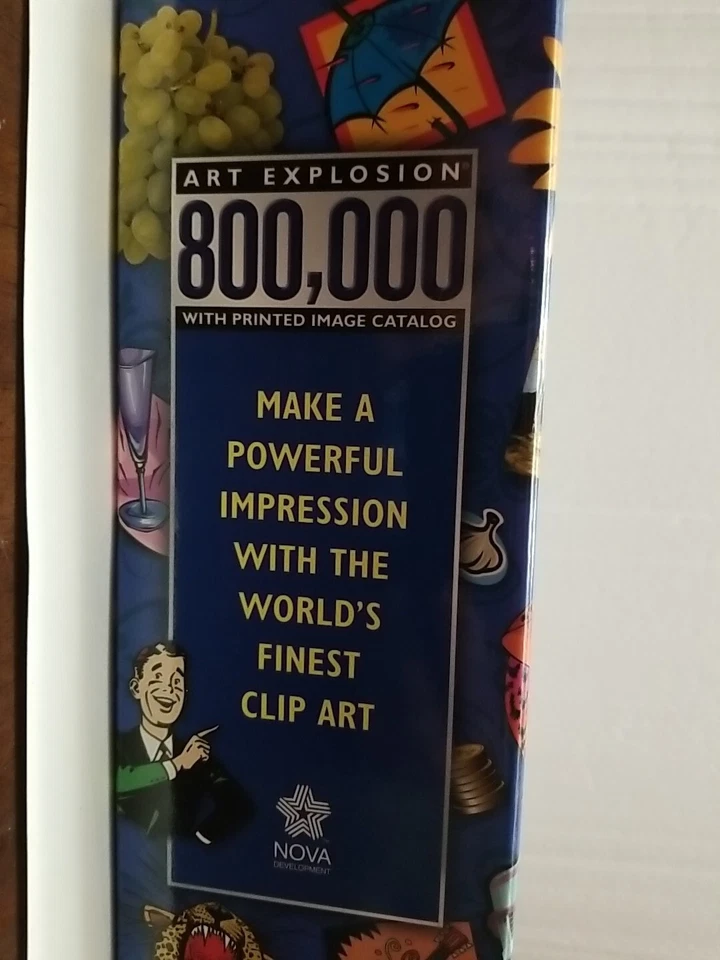 ART EXPLOSION®
800,000
WITH PRINTED IMAGE CATALOG
MAKE A
POWERFUL
IMPRESSION
WITH THE
WORLD'S
FINEST
CLIP ART
NOVA
DEVELOPMENT